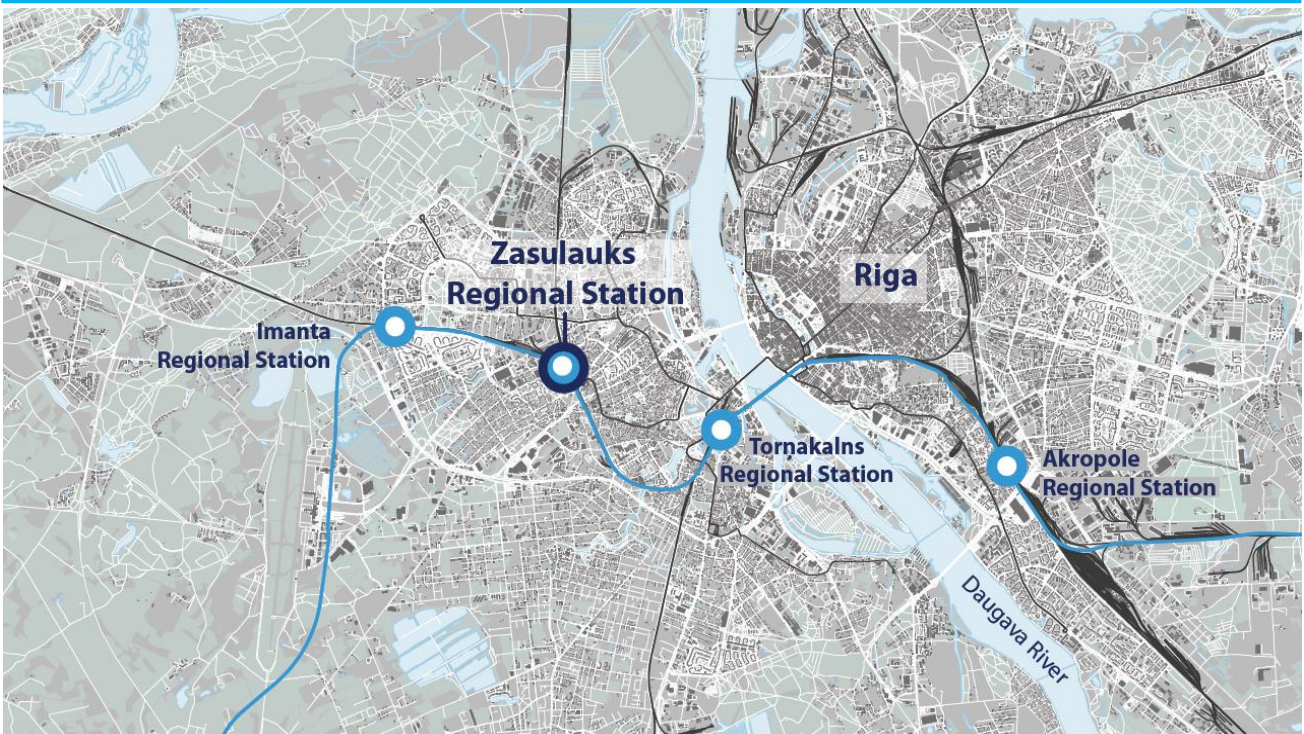 Zasulauks
Regional Station
Riga
Imanta
Regional Station
Tornakalns
Regional Station
Akropole
Regional Station
Daugava River